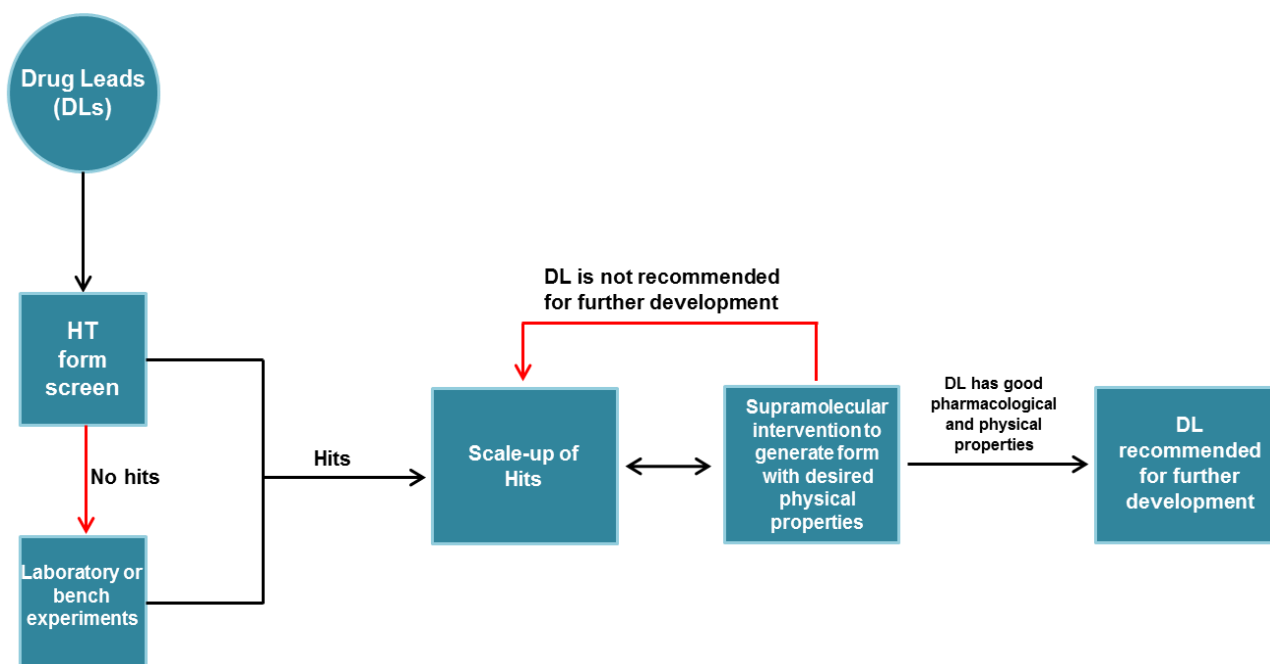 Drug Leads
(DLs)
HT
form
screen
No hits
Laboratory or
bench
experiments
Hits
DL is not recommended
for further development
Scale-up of
Hits
Supramolecular
intervention to
generate form
with desired
physical
properties
DL has good
pharmacological
and physical
properties
DL
recommended
for further
development